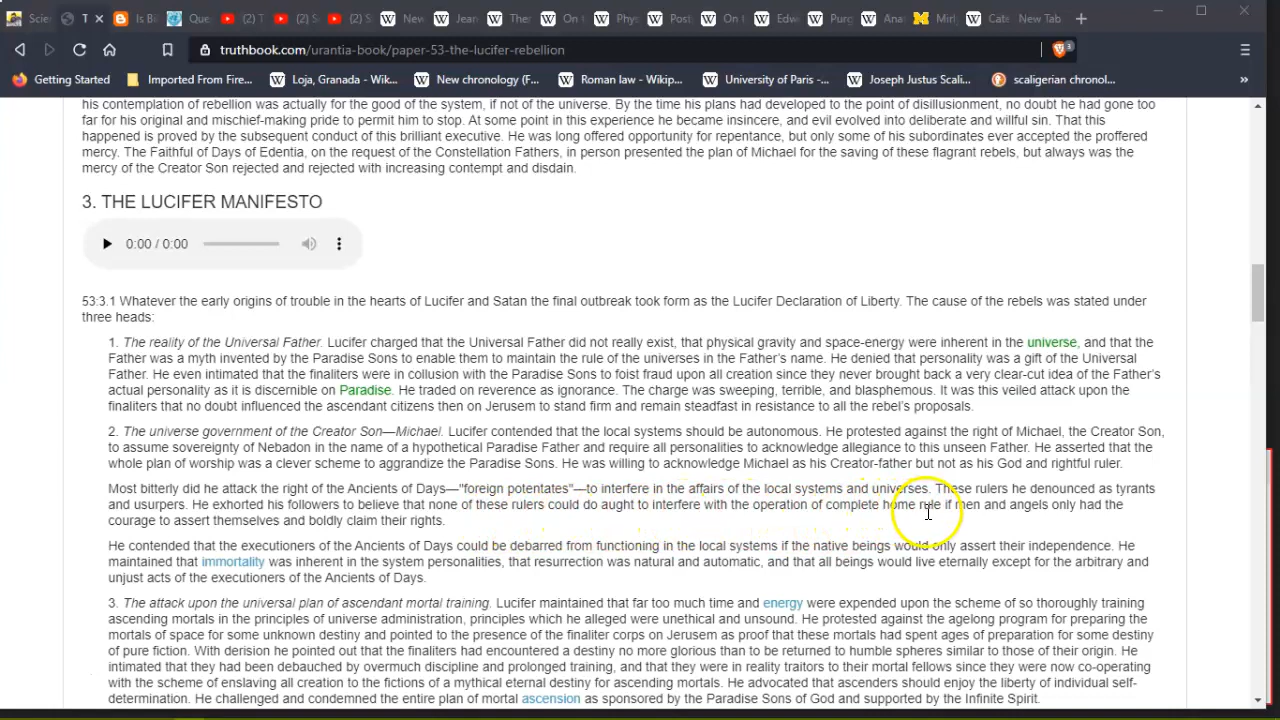 Scie
T
Is B
Que
(2) T
(2) S
(2) S
New
Jean
Ther
On
Phy
Post
On t
Edw
Purg
Ana
Mirl
Cate
New Tab
truthbook.com/urantia-book/paper-53-the-lucifer-rebellion
3
Getting Started
Imported From Fire...
Loja, Granada - Wik...
New chronology (F...
Roman law - Wikip...
University of Paris -...
Joseph Justus Scali...
scaligerian chronol...
his contemplation of rebellion was actually for the good of the system, if not of the universe. By the time his plans had developed to the point of disillusionment, no doubt he had gone too
far for his original and mischief-making pride to permit him to stop. At some point in this experience he became insincere, and evil evolved into deliberate and willful sin. That this
happened is proved by the subsequent conduct of this brilliant executive. He was long offered opportunity for repentance, but only some of his subordinates ever accepted the proffered
mercy. The Faithful of Days of Edentia, on the request of the Constellation Fathers, in person presented the plan of Michael for the saving of these flagrant rebels, but always was the
mercy of the Creator Son rejected and rejected with increasing contempt and disdain.
3. THE LUCIFER MANIFESTO
0:00 / 0:00
53:3.1 Whatever the early origins of trouble in the hearts of Lucifer and Satan the final outbreak took form as the Lucifer Declaration of Liberty. The cause of the rebels was stated under
three heads:
1. The reality of the Universal Father. Lucifer charged that the Universal Father did not really exist, that physical gravity and space-energy were inherent in the universe, and that the
Father was a myth invented by the Paradise Sons to enable them to maintain the rule of the universes in the Father's name. He denied that personality was a gift of the Universal
Father. He even intimated that the finaliters were in collusion with the Paradise Sons to foist fraud upon all creation since they never brought back a very clear-cut idea of the Father's
actual personality as it is discernible on Paradise. He traded on reverence as ignorance. The charge was sweeping, terrible, and blasphemous. It was this veiled attack upon the
finaliters that no doubt influenced the ascendant citizens then on Jerusem to stand firm and remain steadfast in resistance to all the rebel's proposals.
2. The universe government of the Creator Son—Michael. Lucifer contended that the local systems should be autonomous. He protested against the right of Michael, the Creator Son,
to assume sovereignty of Nebadon in the name of a hypothetical Paradise Father and require all personalities to acknowledge allegiance to this unseen Father. He asserted that the
whole plan of worship was a clever scheme to aggrandize the Paradise Sons. He was willing to acknowledge Michael as his Creator-father but not as his God and rightful ruler.
Most bitterly did he attack the right of the Ancients of Days—"foreign potentates"—to interfere in the affairs of the local systems and universes. These rulers he denounced as tyrants
and usurpers. He exhorted his followers to believe that none of these rulers could do aught to interfere with the operation of complete home rule if men and angels only had the
courage to assert themselves and boldly claim their rights.
He contended that the executioners of the Ancients of Days could be debarred from functioning in the local systems if the native beings would only assert their independence. He
maintained that immortality was inherent in the system personalities, that resurrection was natural and automatic, and that all beings would live eternally except for the arbitrary and
unjust acts of the executioners of the Ancients of Days.
3. The attack upon the universal plan of ascendant mortal training. Lucifer maintained that far too much time and energy were expended upon the scheme of so thoroughly training
ascending mortals in the principles of universe administration, principles which he alleged were unethical and unsound. He protested against the agelong program for preparing the
mortals of space for some unknown destiny and pointed to the presence of the finaliter corps on Jerusem as proof that these mortals had spent ages of preparation for some destiny
of pure fiction. With derision he pointed out that the finaliters had encountered a destiny no more glorious than to be returned to humble spheres similar to those of their origin. He
intimated that they had been debauched by overmuch discipline and prolonged training, and that they were in reality traitors to their mortal fellows since they were now co-operating
with the scheme of enslaving all creation to the fictions of a mythical eternal destiny for ascending mortals. He advocated that ascenders should enjoy the liberty of individual self-
determination. He challenged and condemned the entire plan of mortal ascension as sponsored by the Paradise Sons of God and supported by the Infinite Spirit.